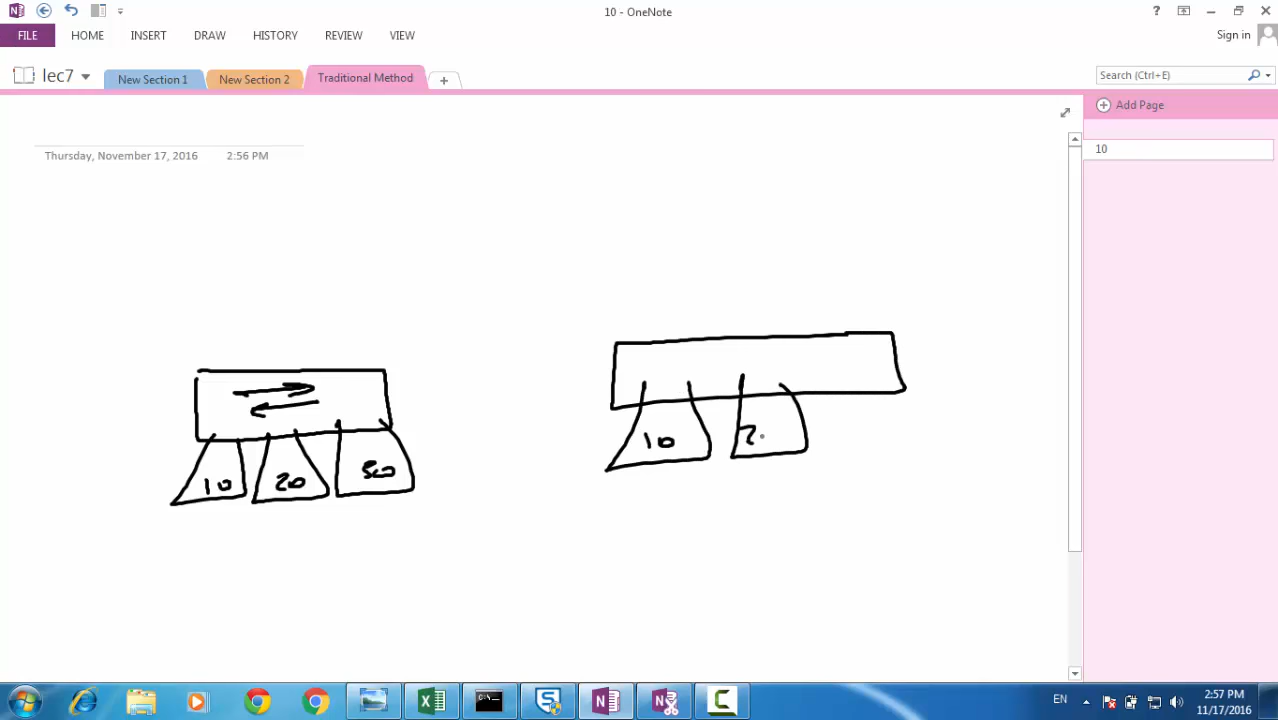 10 - OneNote
?
FILE HOME INSERT DRAW HISTORY REVIEW VIEW
Sign in
lec7 New Section 1 New Section 2 Traditional Method
Search (Ctrl+E)
Add Page
10
Thursday, November 17, 2016 2:56 PM
10 20
10 20 500
EN
2:57 PM
11/17/2016